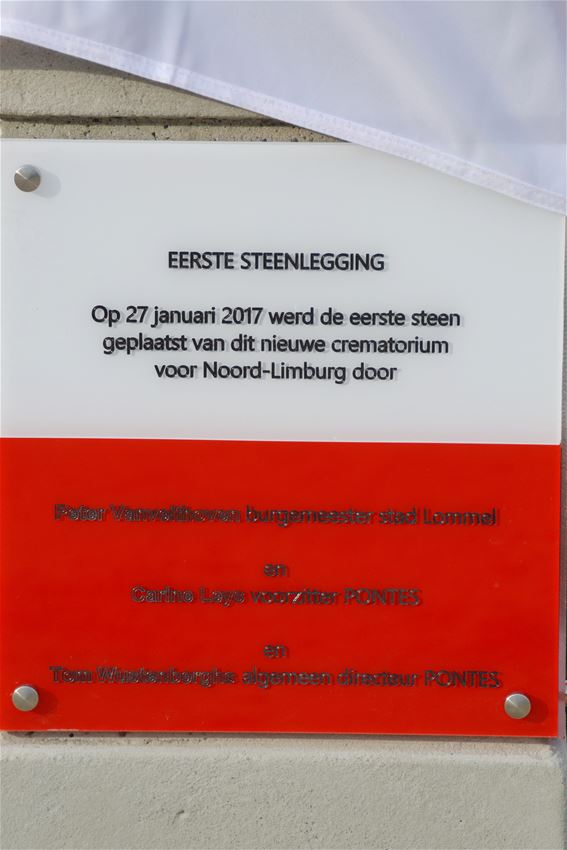 EERSTE STEENLEGGING
Op 27 januari 2017 werd de eerste steen
geplaatst van dit nieuwe crematorium
voor Noord-Limburg door
Peter Vanvelthoven burgemeester stad Lommel
en
Carine Leys voorzitter PONTES
en
Tom Wustenberghs algemeen directeur PONTES